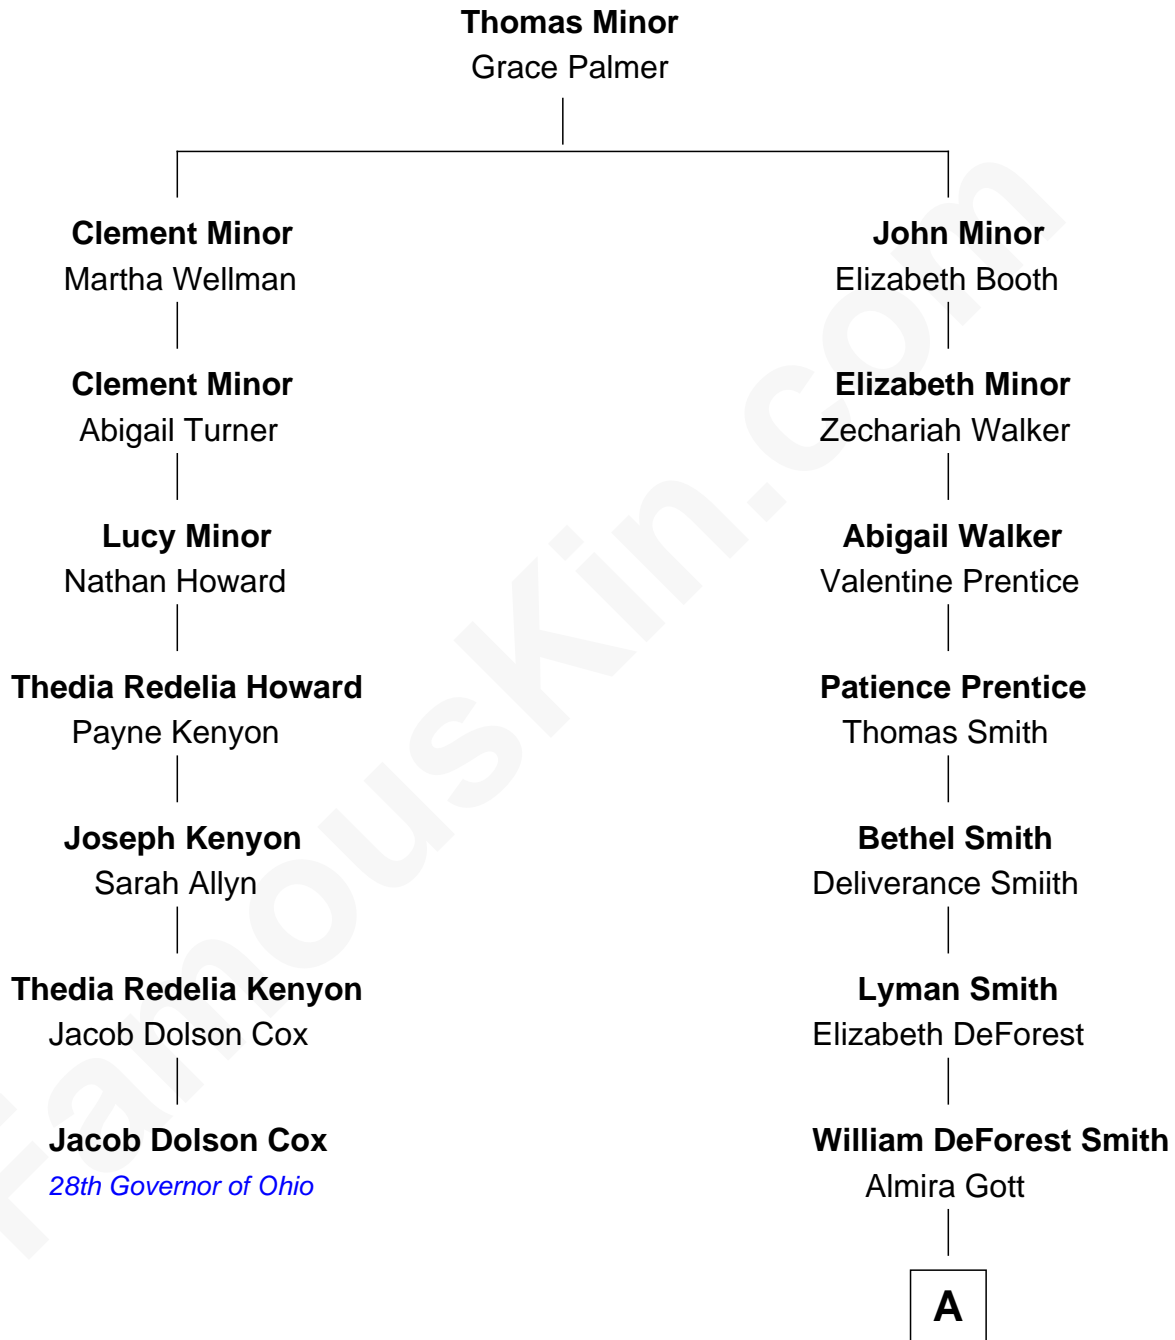 Thomas Minor
Grace Palmer
Clement Minor
Martha Wellman
John Minor
Elizabeth Booth
Clement Minor
Abigail Turner
Elizabeth Minor
Zechariah Walker
Lucy Minor
Nathan Howard
Abigail Walker
Valentine Prentice
Thedia Redelia Howard
Payne Kenyon
Patience Prentice
Thomas Smith
Joseph Kenyon
Sarah Allyn
Bethel Smith
Deliverance Smiith
Thedia Redelia Kenyon
Jacob Dolson Cox
Lyman Smith
Elizabeth DeForest
Jacob Dolson Cox
28th Governor of Ohio
William DeForest Smith
Almira Gott
A
FamousKin.com